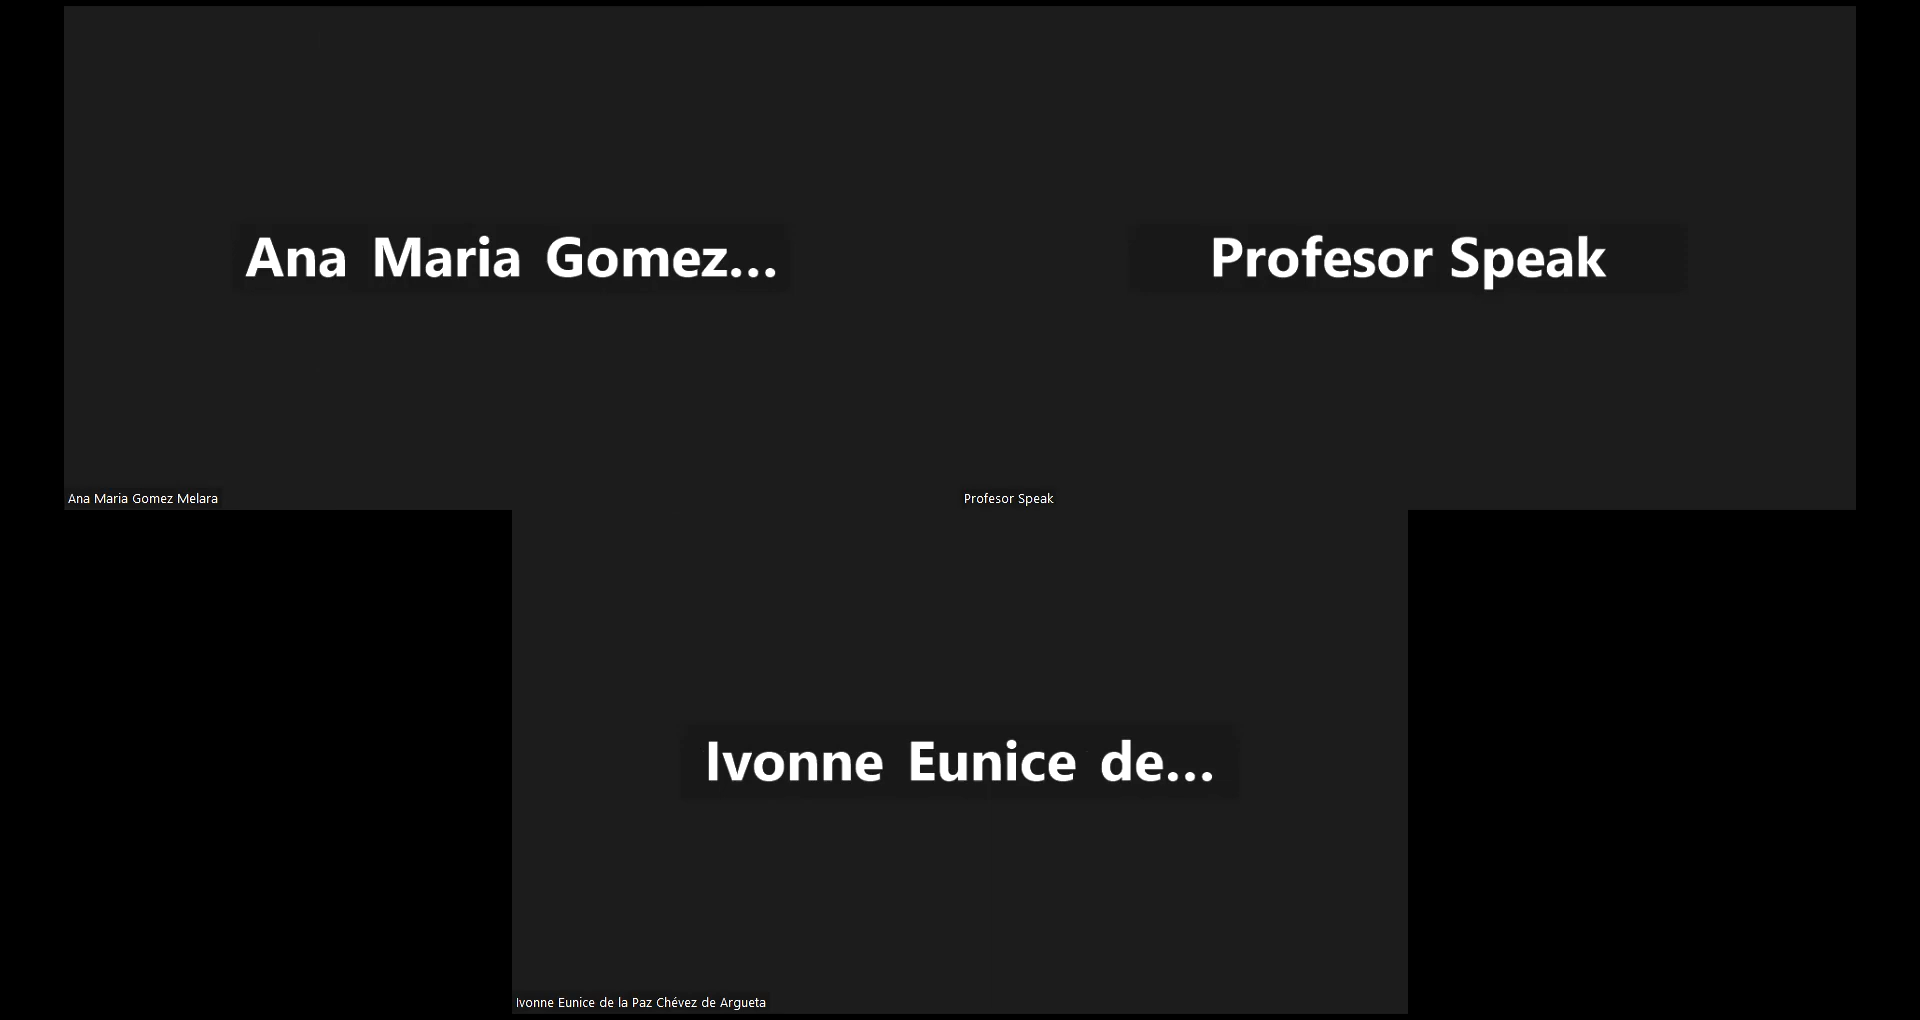 Ana Maria Gomez...
Profesor Speak
Ana Maria Gomez Melara
Profesor Speak
Ivonne Eunice de...
Ivonne Eunice de la Paz Chévez de Argueta